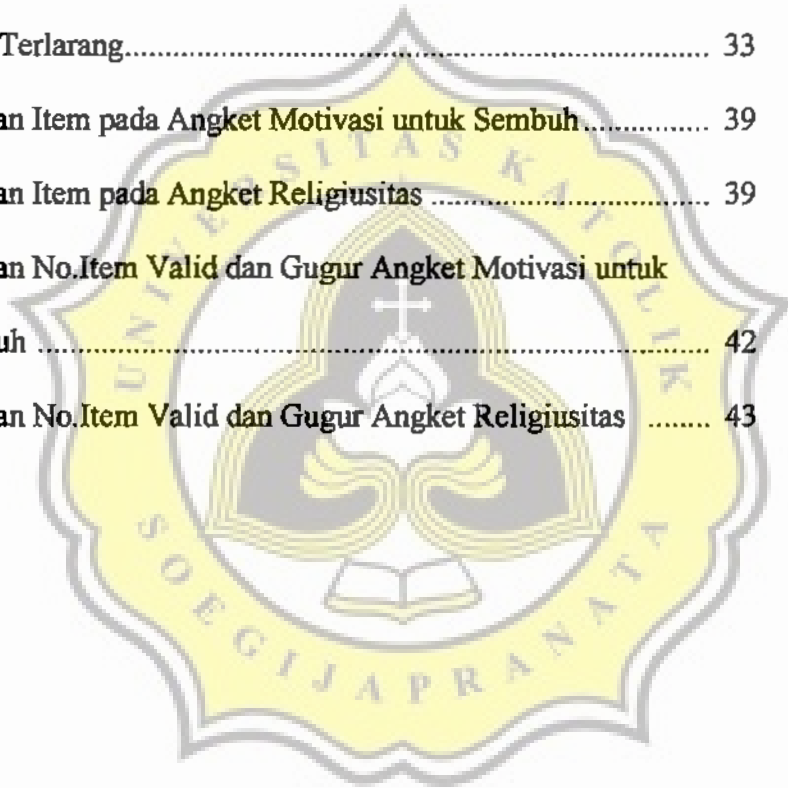 Terlarang........................................................................ 33
an Item pada Angket Motivasi untuk Sembuh................ 39
an Item pada Angket Religiusitas .................................. 39
an No.Item Valid dan Gugur Angket Motivasi untuk
uh .................................................................................. 42
an No.Item Valid dan Gugur Angket Religiusitas ........ 43
UNIVERSITAS KATOLIK
SOEGIJAPRANATA